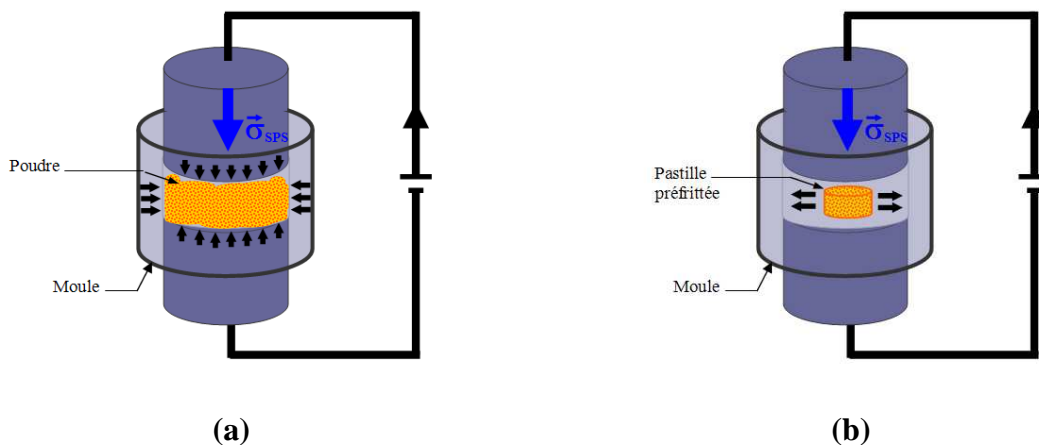 σ⃗SPS
Poudre
Moule
(a)
σ⃗SPS
Pastille
préfrittée
Moule
(b)